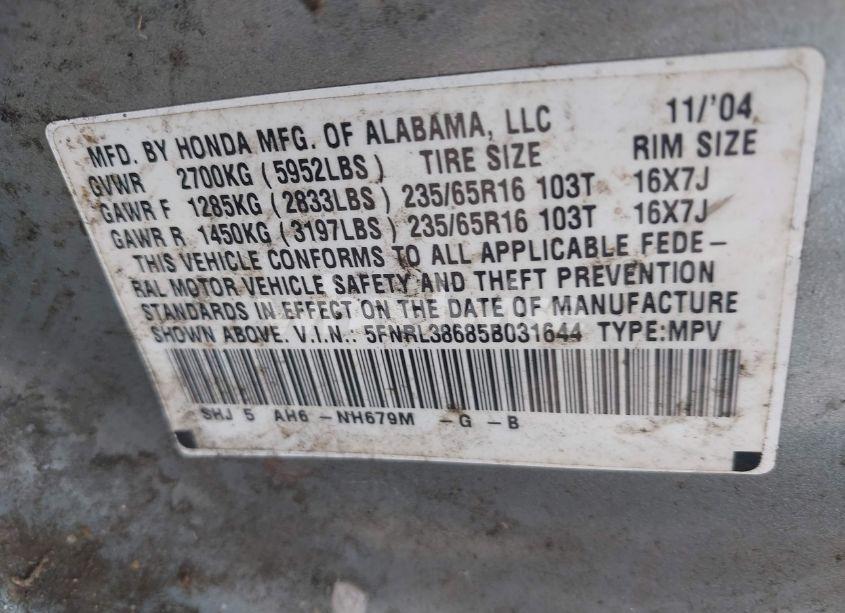 MFD. BY HONDA MFG. OF ALABAMA, LLC 11/'04
GVWR 2700KG (5952LBS) TIRE SIZE RIM SIZE
GAWR F 1285KG (2833LBS) 235/65R16 103T 16X7J
GAWR R 1450KG (3197LBS) 235/65R16 103T 16X7J
THIS VEHICLE CONFORMS TO ALL APPLICABLE FEDE-
RAL MOTOR VEHICLE SAFETY AND THEFT PREVENTION
STANDARDS IN EFFECT ON THE DATE OF MANUFACTURE
SHOWN ABOVE. V.I.N.: 5FNRL38685B031644 TYPE:MPV
SHJ 5 AH6 -NH679M -G -B